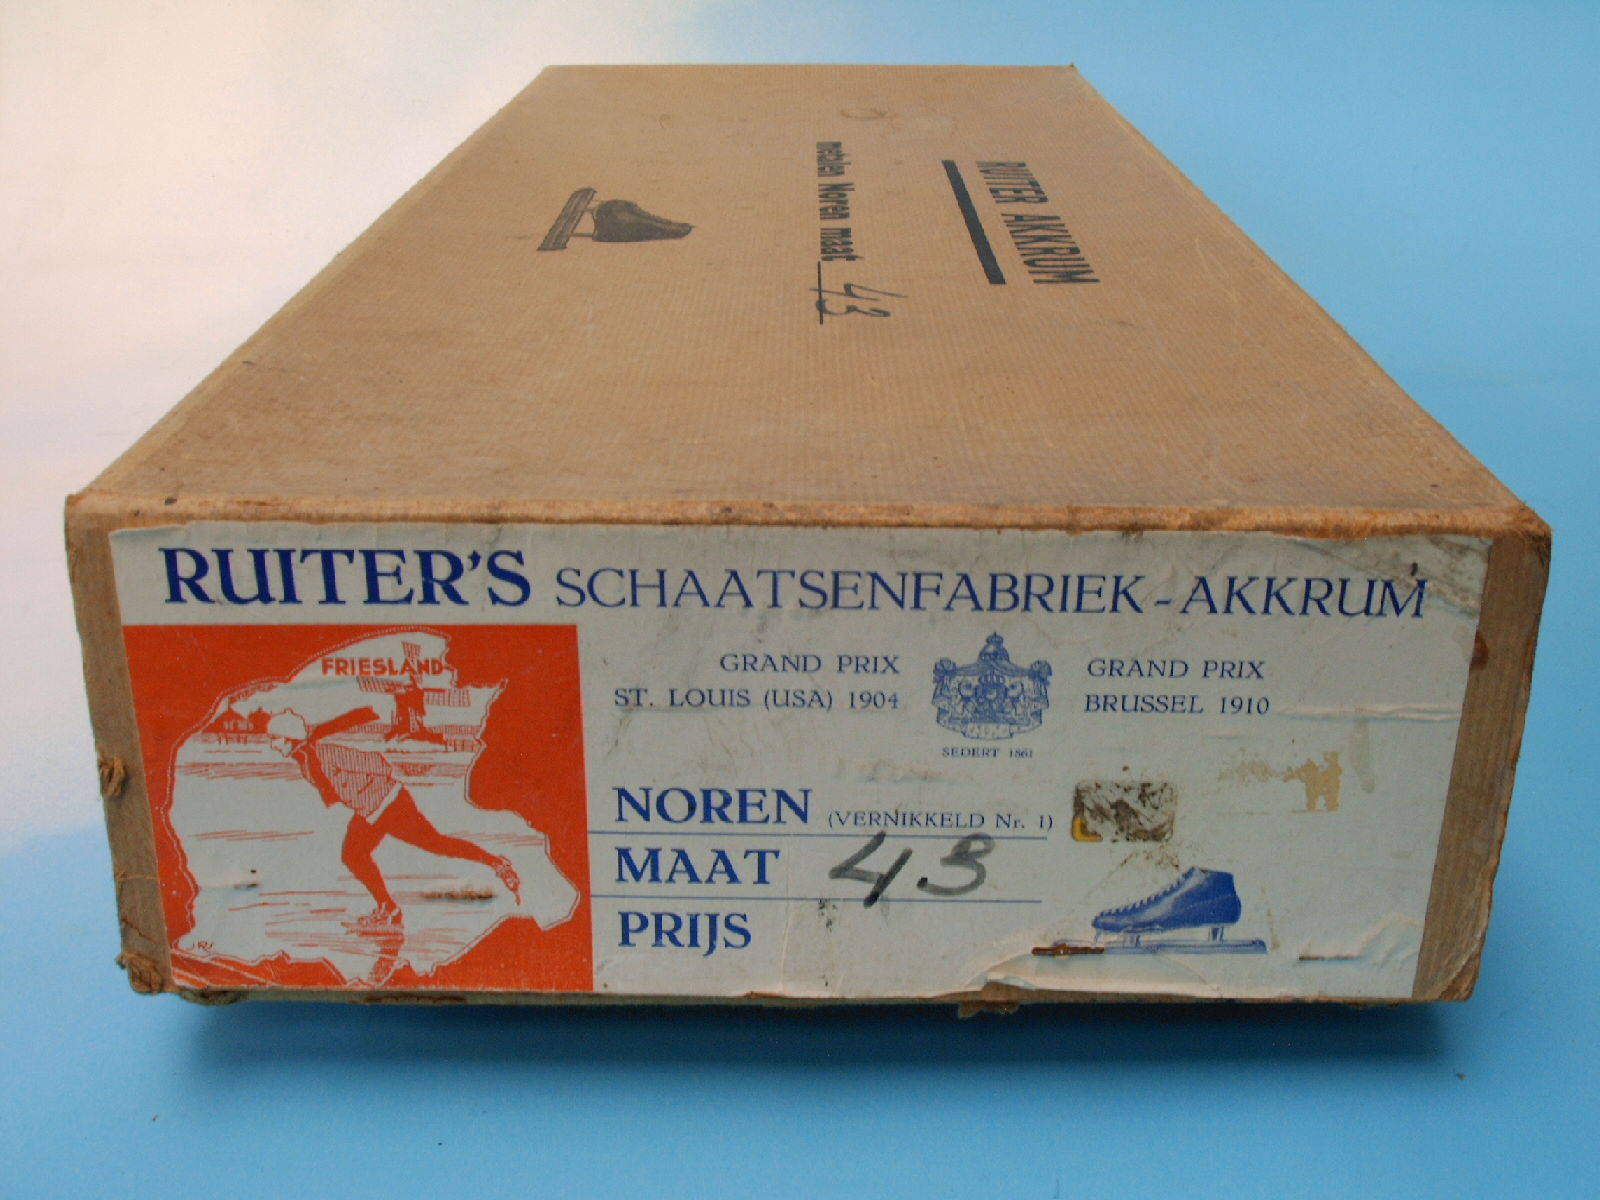 RUITER AKKRUM
metalen Noren maat 43
RUITER'S SCHAATSENFABRIEK-AKKRUM
FRIESLAND
GRAND PRIX
ST. LOUIS (USA) 1904
SEDERT 1861
GRAND PRIX
BRUSSEL 1910
NOREN (VERNIKKELD Nr. 1)
MAAT 43
PRIJS